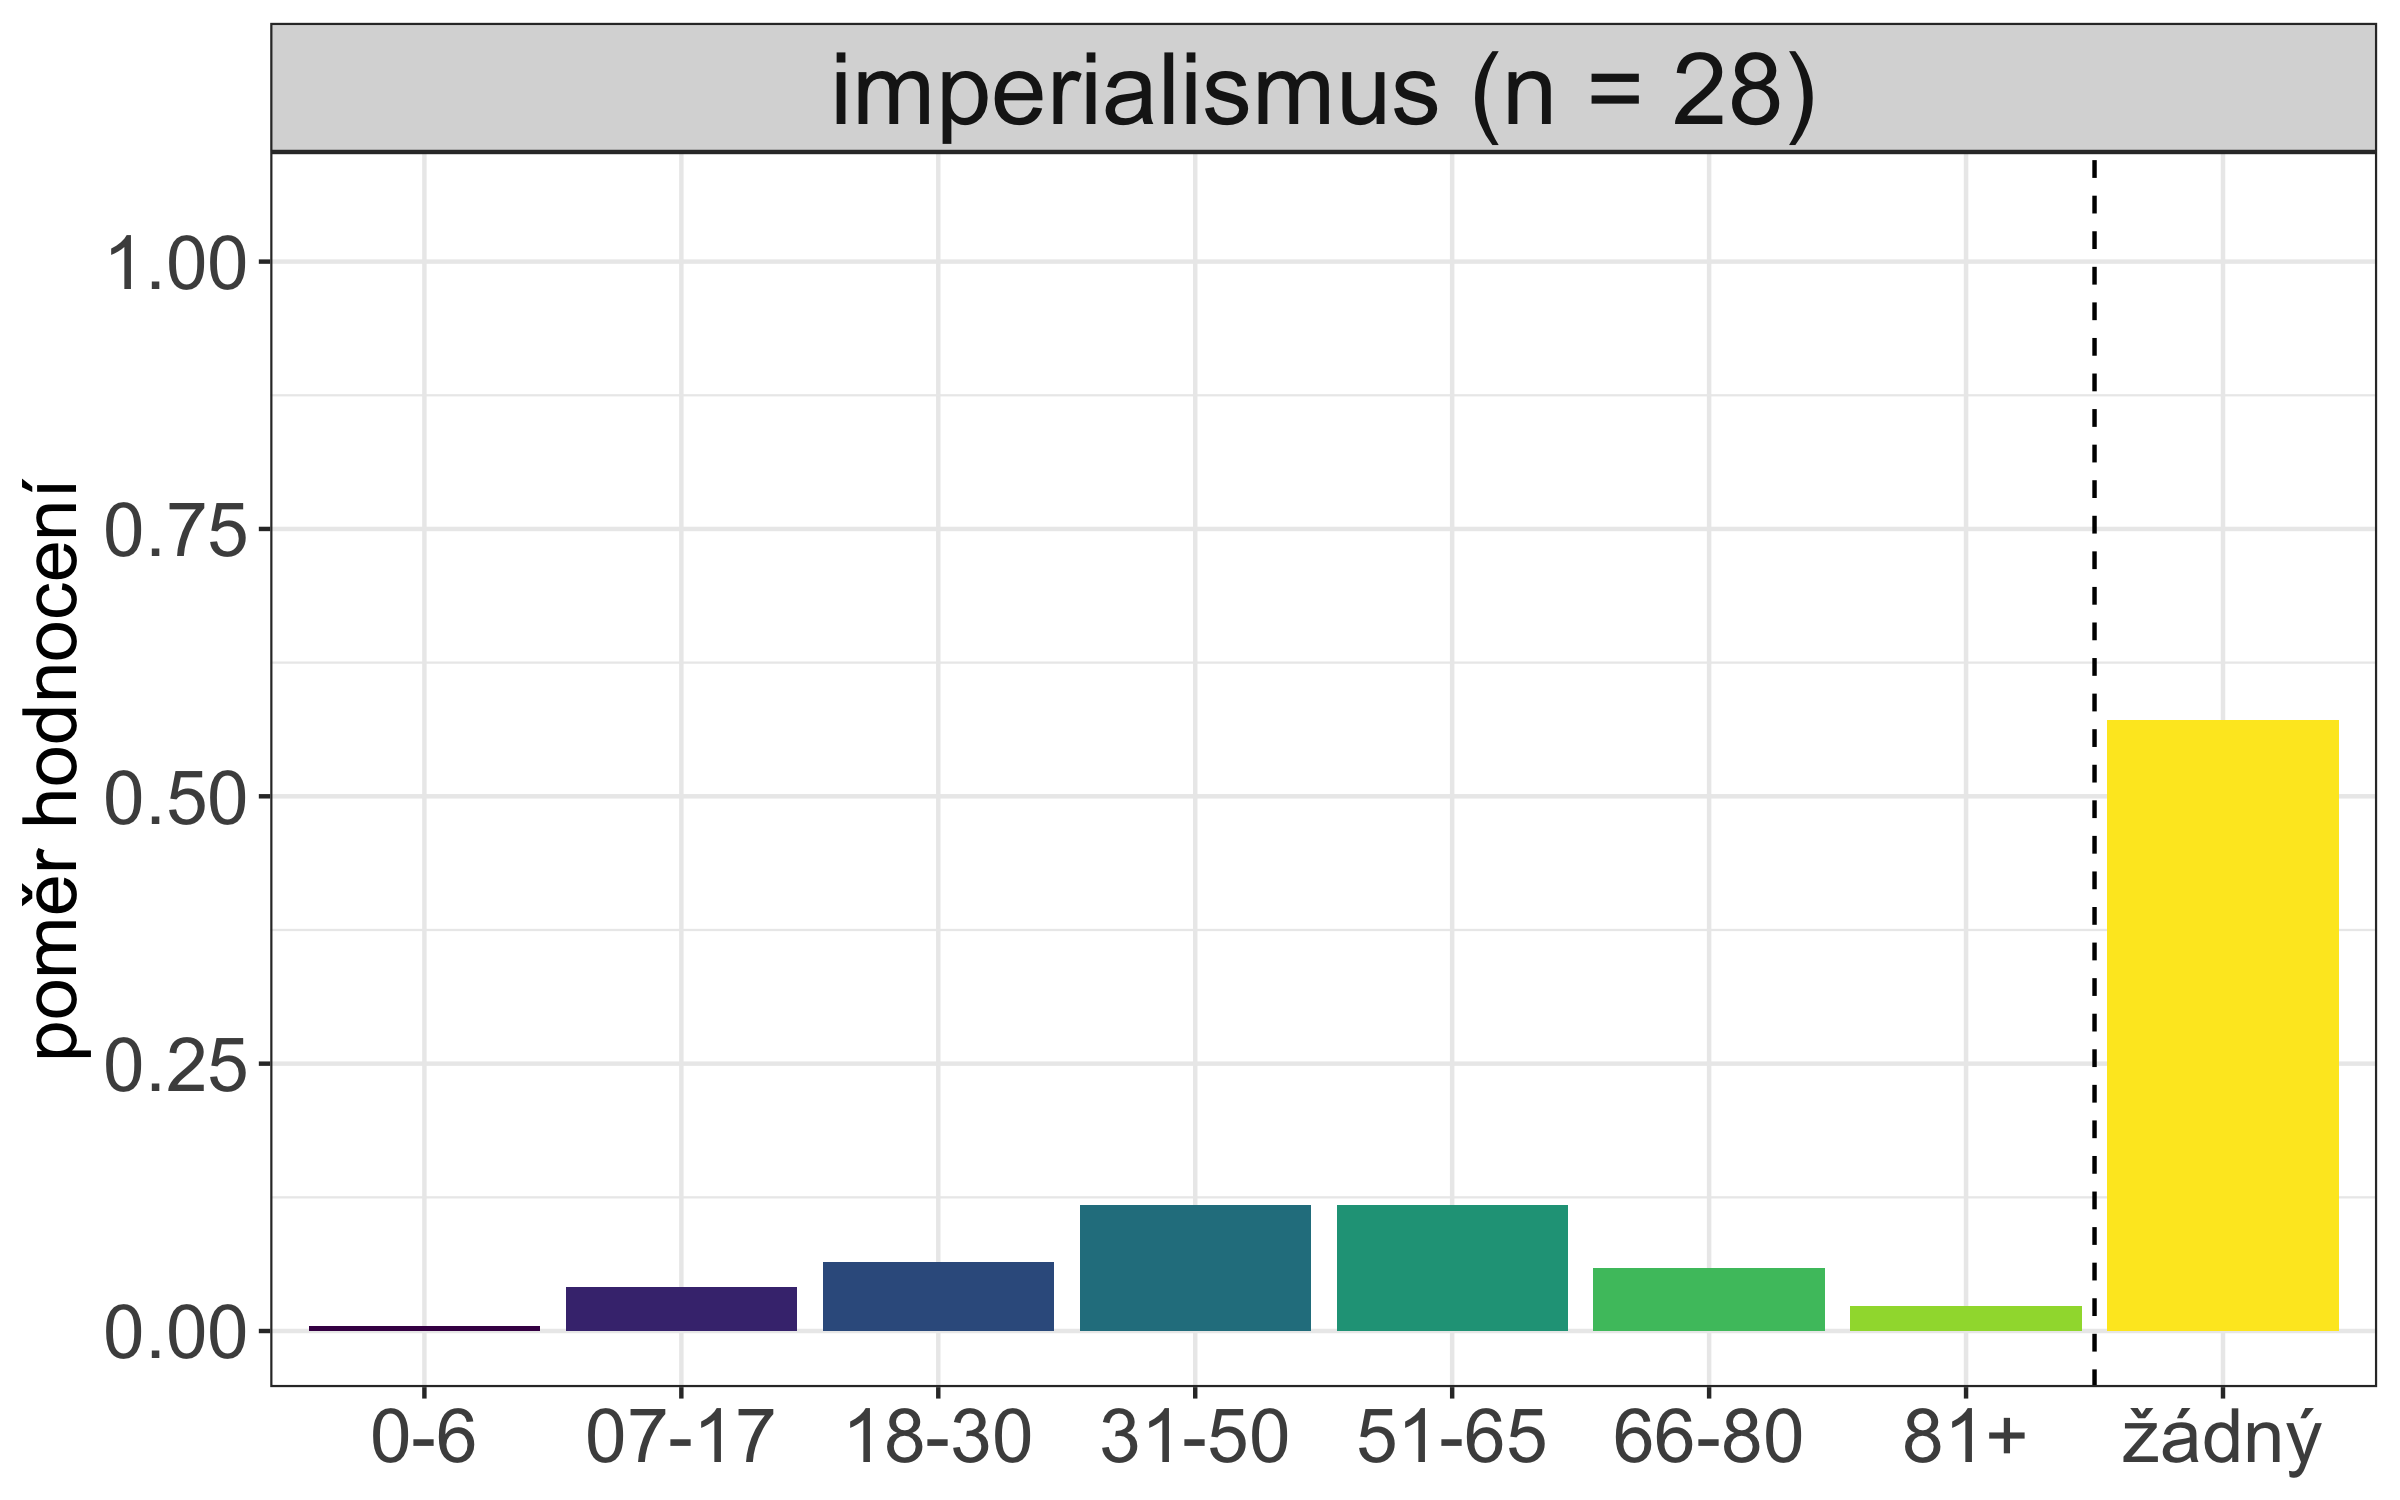 imperialismus (n = 28)
poměr hodnocení
1.00
0.75
0.50
0.25
0.00
0-6 07-17 18-30 31-50 51-65 66-80 81+ žádný